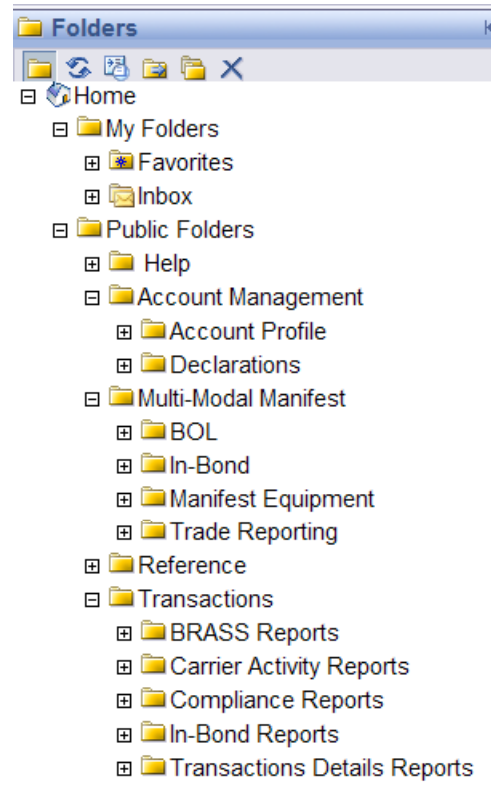 Folders
Home
My Folders
Favorites
Inbox
Public Folders
Help
Account Management
Account Profile
Declarations
Multi-Modal Manifest
BOL
In-Bond
Manifest Equipment
Trade Reporting
Reference
Transactions
BRASS Reports
Carrier Activity Reports
Compliance Reports
In-Bond Reports
Transactions Details Reports